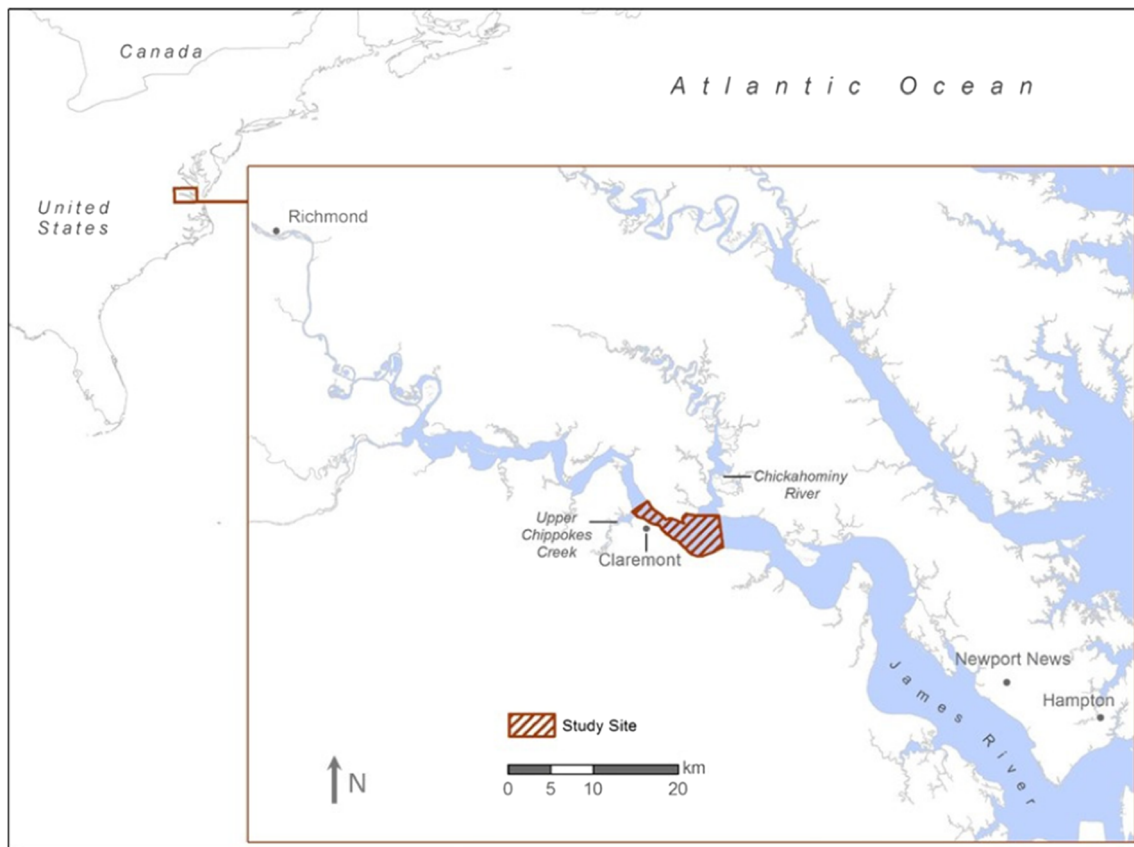 Canada
Atlantic Ocean
United
States
Richmond
Chickahominy
River
Upper
Chippokes
Creek
Claremont
Newport News
Hampton
James River
Study Site
km
0 5 10 20
N